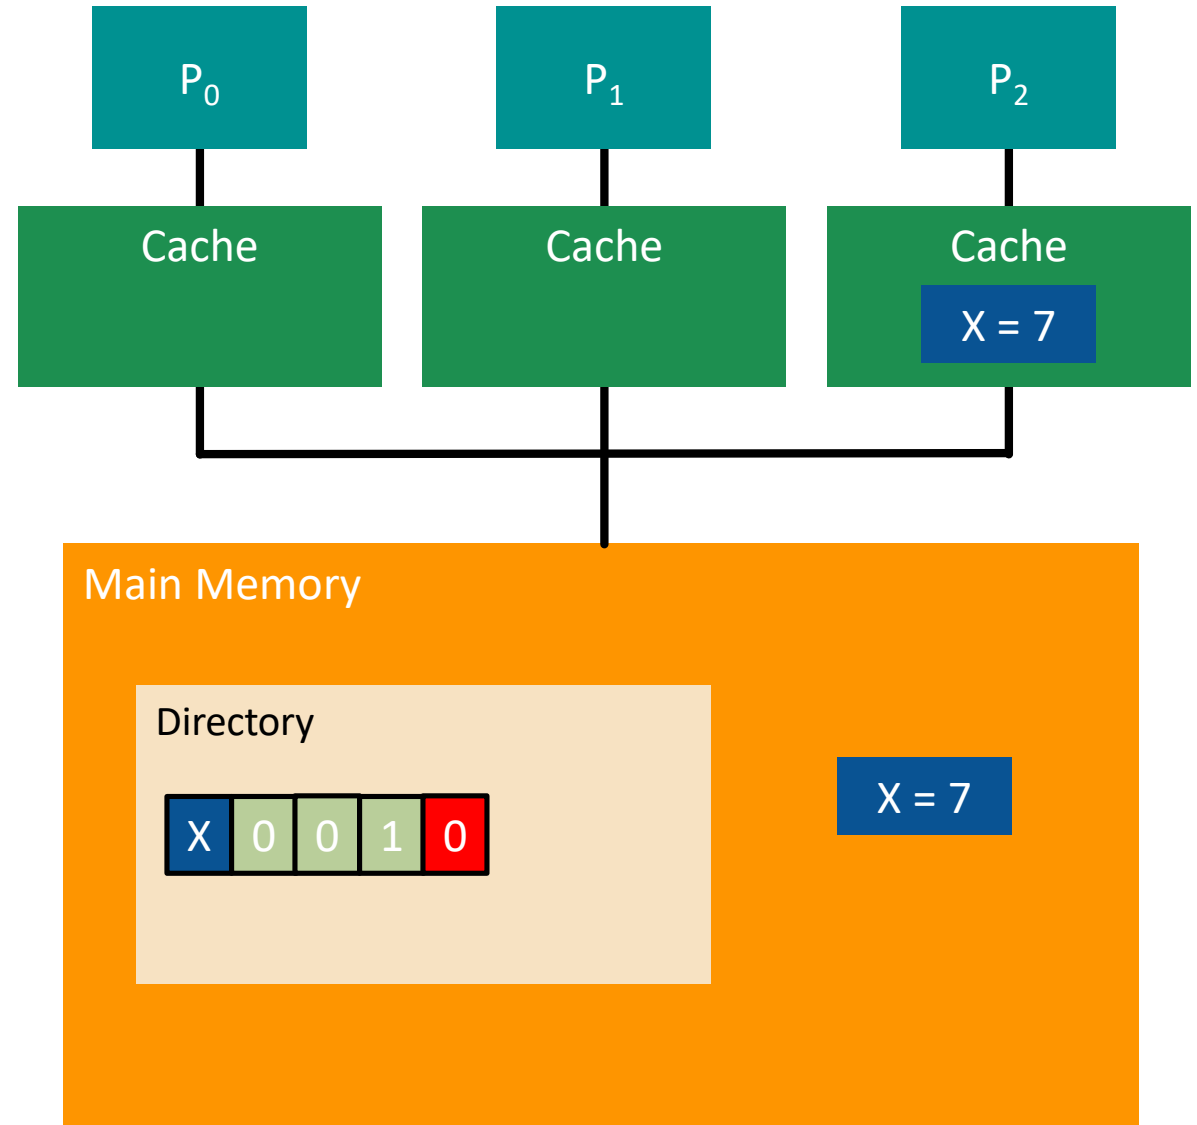 P₀ P₁ P₂
Cache Cache Cache
X = 7
Main Memory
Directory
X = 7
X 0 0 1 0